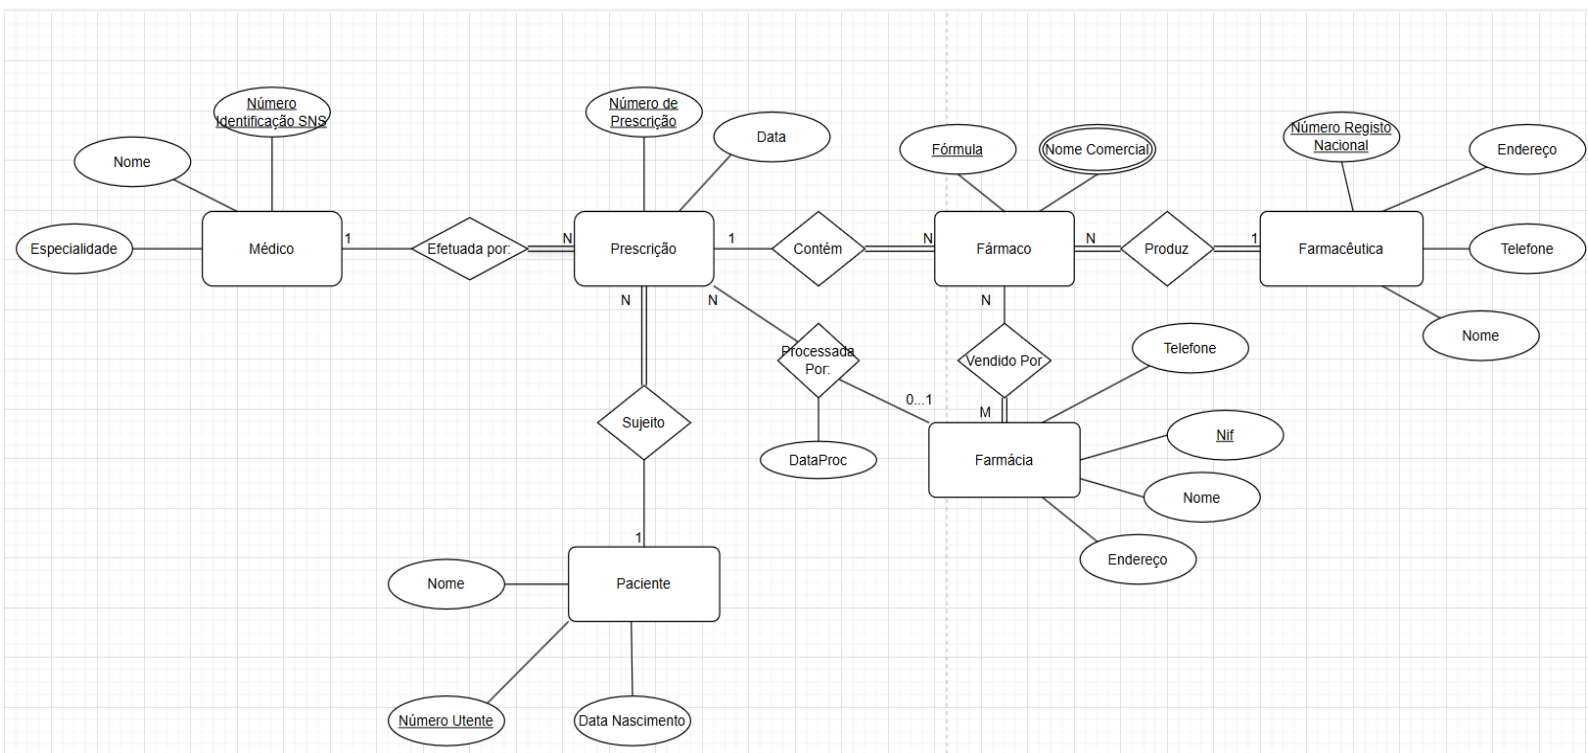 Número
Identificação SNS
Número de
Prescrição
Data
Nome
Fórmula
Nome Comercial
Número Registo
Nacional
Endereço
Especialidade
Médico
1
Efetuada por:
N
Prescrição
1
Contém
N
Fármaco
N
Produz
1
Farmacêutica
Telefone
Nome
N
N
N
Processada
Por:
Vendido Por
Telefone
0...1
M
Sujeito
DataProc
Farmácia
Nif
Nome
Endereço
1
Nome
Paciente
Número Utente
Data Nascimento